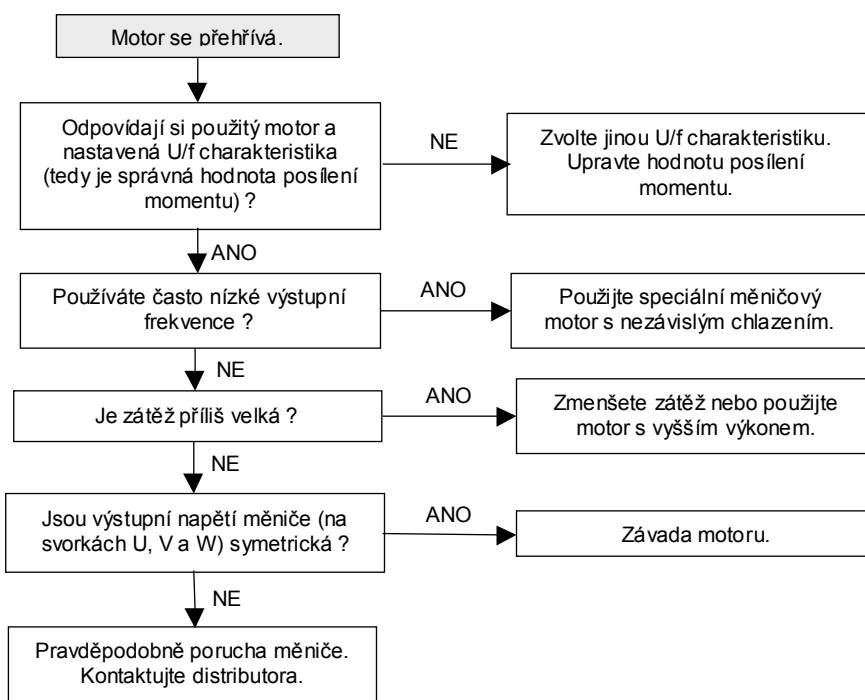 Motor se přehřívá.
Odpovídají si použitý motor a
nastavená U/f charakteristika
(tedy je správná hodnota posílení
momentu) ?
NE
Zvolte jinou U/f charakteristiku.
Upravte hodnotu posílení
momentu.
ANO
Používáte často nízké výstupní
frekvence ?
ANO
Použijte speciální měničový
motor s nezávislým chlazením.
NE
Je zátěž příliš velká ?
ANO
Zmenšete zátěž nebo použijte
motor s vyšším výkonem.
NE
Jsou výstupní napětí měniče (na
svorkách U, V a W) symetrická ?
ANO
Závada motoru.
NE
Pravděpodobně porucha měniče.
Kontaktujte distributora.